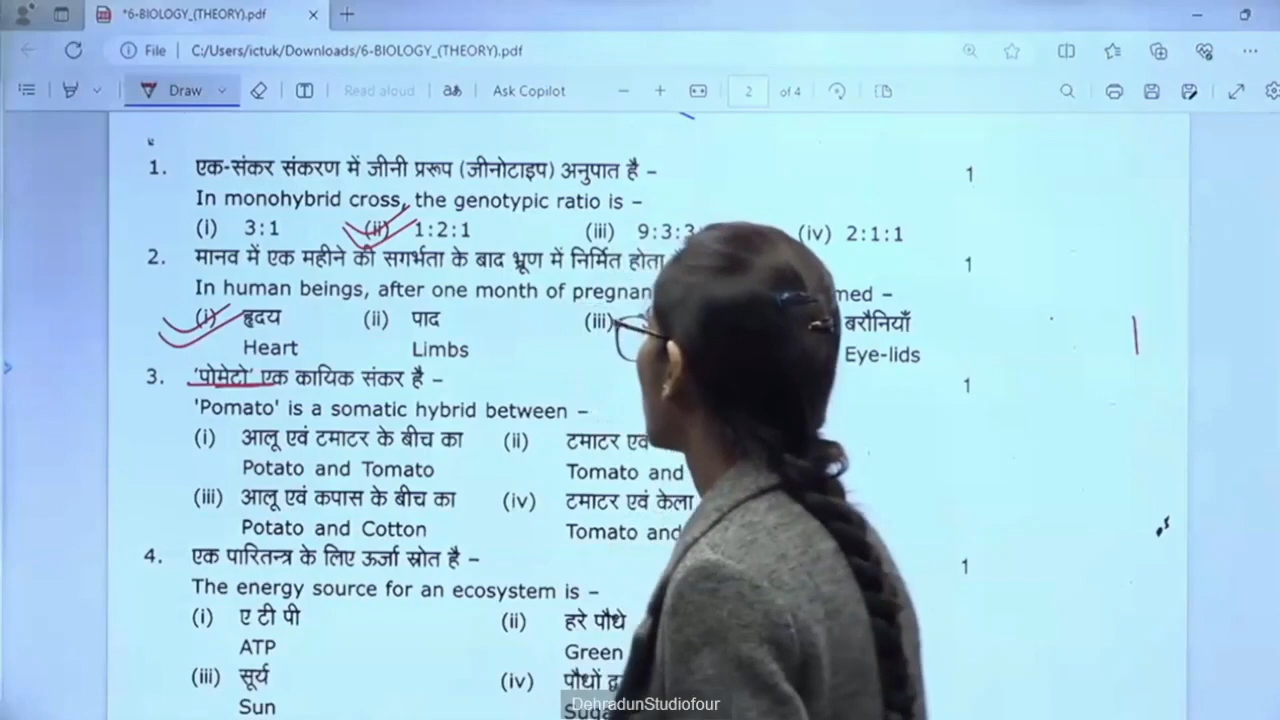 *6-BIOLOGY_(THEORY).pdf
File C:/Users/ictuk/Downloads/6-BIOLOGY_(THEORY).pdf
Draw Read aloud Ask Copilot 2 of 4
1. एक-संकर संकरण में जीनी प्ररूप (जीनोटाइप) अनुपात है – 1
In monohybrid cross, the genotypic ratio is –
(i) 3:1 (ii) 1:2:1 (iii) 9:3:3 (iv) 2:1:1
2. मानव में एक महीने की सगर्भता के बाद भ्रूण में निर्मित होता 1
In human beings, after one month of
(i) हृदय (ii) पाद (iii) बरौनियाँ
Heart Limbs Eye-lids
3. 'पोमेटो' एक कायिक संकर है – 1
'Pomato' is a somatic hybrid between –
(i) आलू एवं टमाटर के बीच का (ii) टमाटर एवं
Potato and Tomato Tomato and
(iii) आलू एवं कपास के बीच का (iv) टमाटर एवं केला
Potato and Cotton Tomato and
4. एक पारितन्त्र के लिए ऊर्जा स्रोत है – 1
The energy source for an ecosystem is –
(i) ए टी पी (ii) हरे पौधे
ATP Green
(iii) सूर्य (iv) पौधों
Sun
DehradunStudiofour